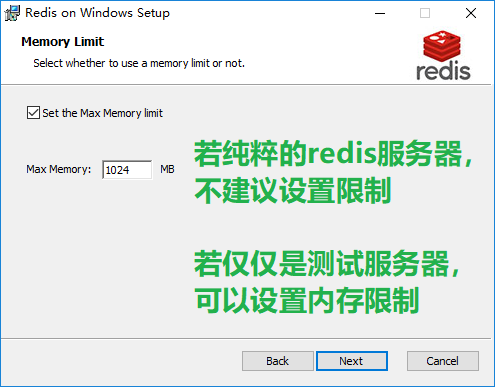 Redis on Windows Setup
Memory Limit
Select whether to use a memory limit or not.
redis
Set the Max Memory limit
Max Memory: 1024 MB
若纯粹的redis服务器，
不建议设置限制
若仅仅是测试服务器，
可以设置内存限制
Back Next Cancel